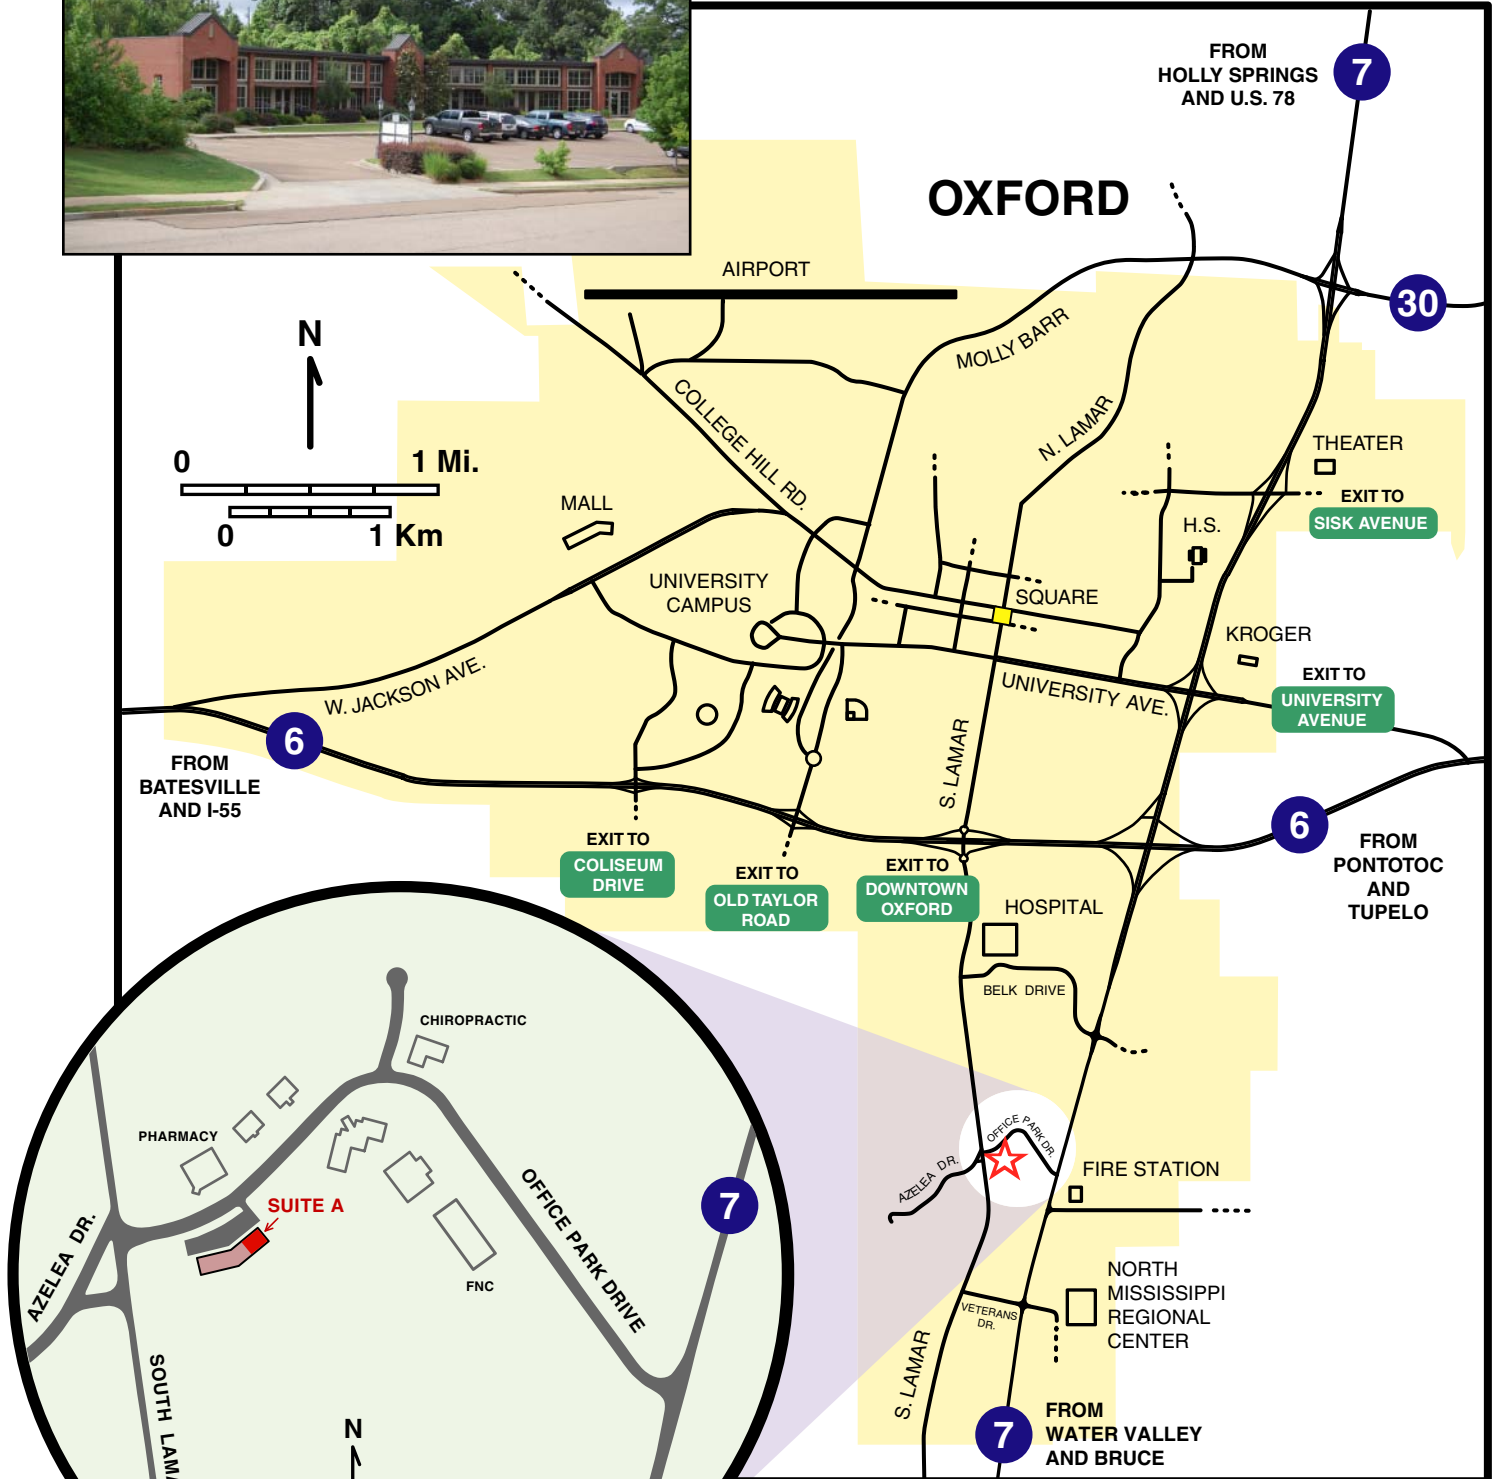 FROM
HOLLY SPRINGS
AND U.S. 78
7
OXFORD
AIRPORT
30
MOLLY BARR
N
COLLEGE HILL RD.
N. LAMAR
0 1 Mi.
0 1 Km
THEATER
EXIT TO
SISK AVENUE
MALL
H.S.
UNIVERSITY
CAMPUS
SQUARE
KROGER
W. JACKSON AVE.
UNIVERSITY AVE.
EXIT TO
UNIVERSITY
AVENUE
6
FROM
BATESVILLE
AND I-55
S. LAMAR
6
FROM
PONTOTOC
AND
TUPELO
EXIT TO
COLISEUM
DRIVE
EXIT TO
OLD TAYLOR
ROAD
EXIT TO
DOWNTOWN
OXFORD
HOSPITAL
BELK DRIVE
CHIROPRACTIC
PHARMACY
SUITE A
AZELEA DR.
OFFICE PARK DRIVE
7
FNC
SOUTH LAMA
N
OFFICE PARK DR.
AZELEA DR.
FIRE STATION
NORTH
MISSISSIPPI
REGIONAL
CENTER
VETERANS
DR.
S. LAMAR
7
FROM
WATER VALLEY
AND BRUCE